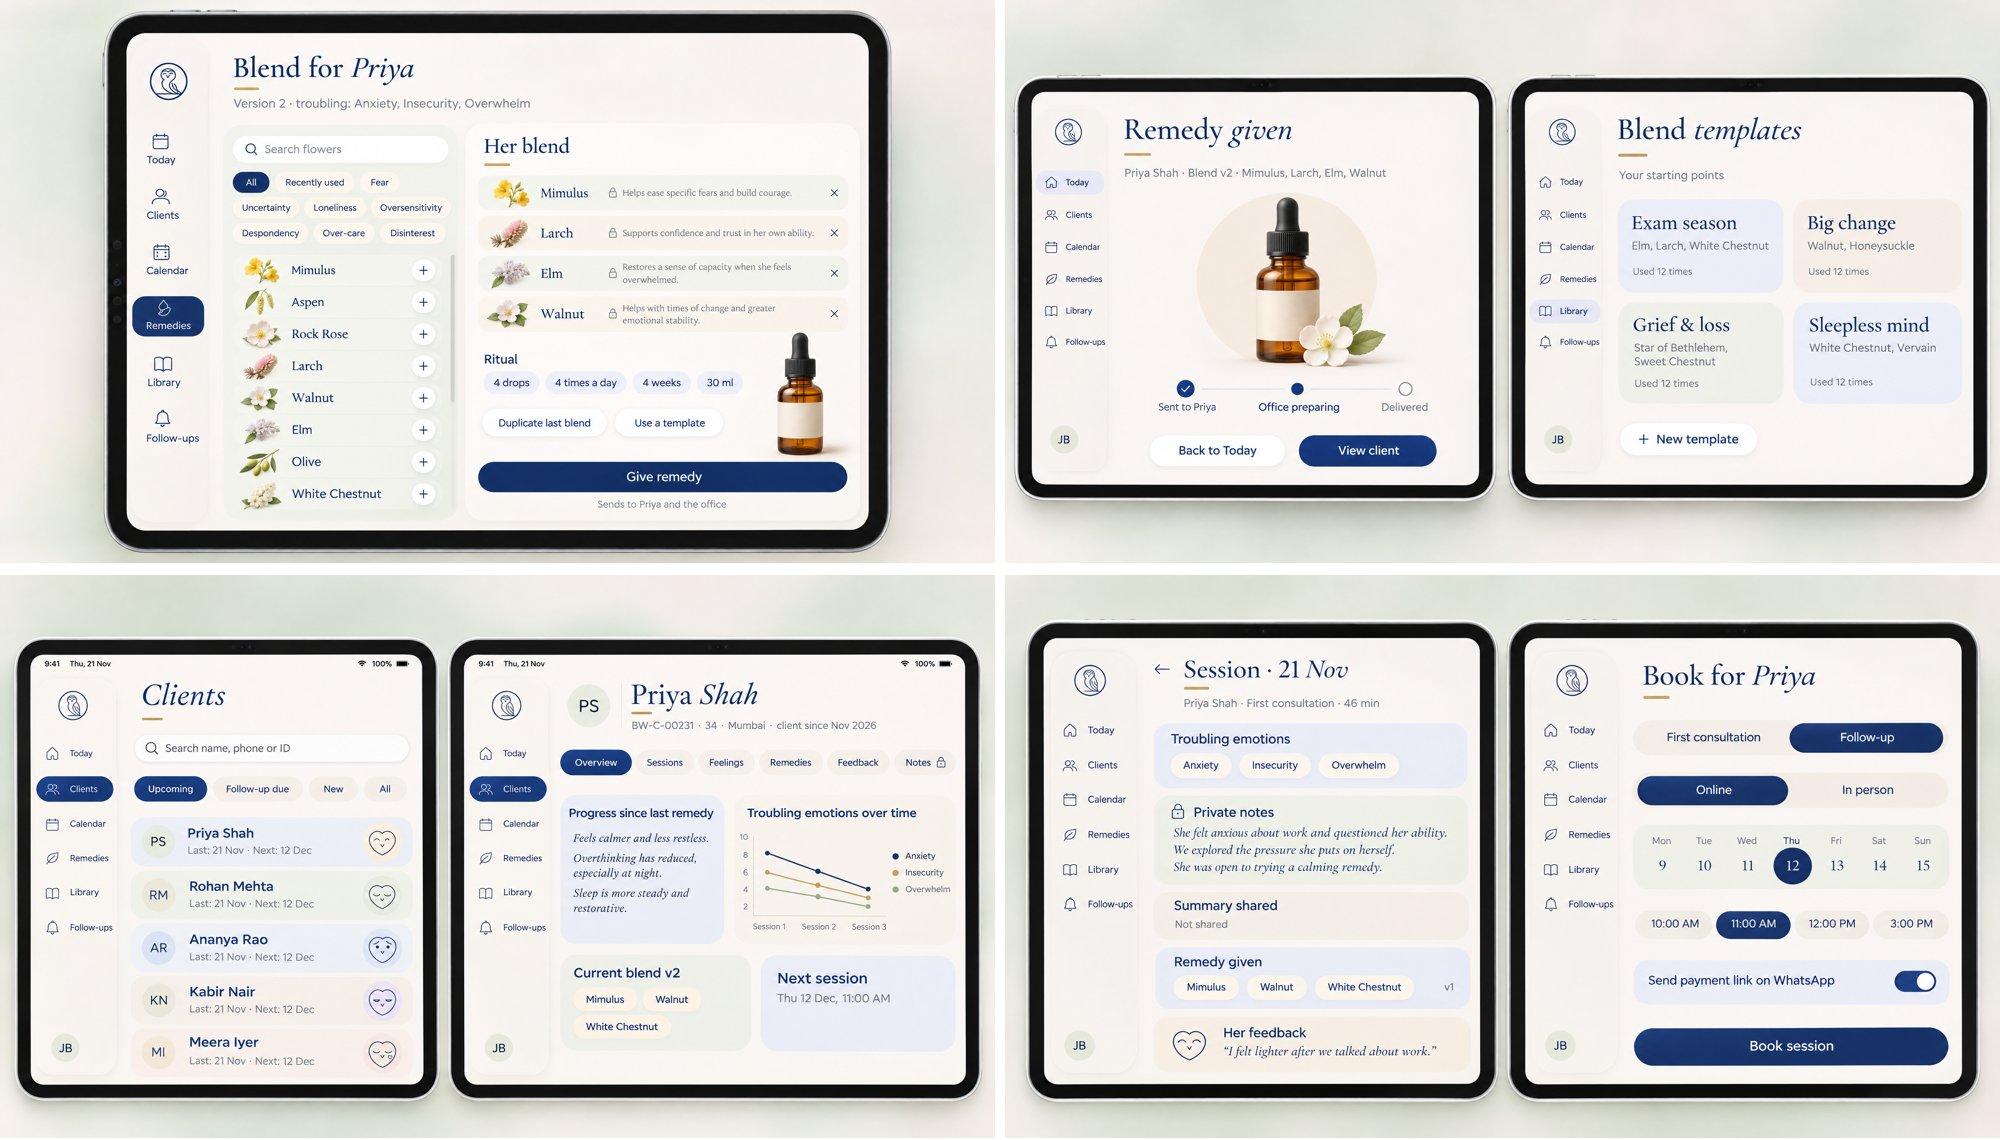 Blend for Priya
Version 2 · troubling: Anxiety, Insecurity, Overwhelm
Today
Clients
Calendar
Remedies
Library
Follow-ups
Search flowers
All
Recently used
Fear
Uncertainty
Loneliness
Oversensitivity
Despondency
Over-care
Disinterest
Mimulus
Aspen
Rock Rose
Larch
Walnut
Elm
Olive
White Chestnut
Her blend
Mimulus
Helps ease specific fears and build courage.
Larch
Supports confidence and trust in her own ability.
Elm
Restores a sense of capacity when she feels
overwhelmed.
Walnut
Helps with times of change and greater
emotional stability.
Ritual
4 drops
4 times a day
4 weeks
30 ml
Duplicate last blend
Use a template
Give remedy
Sends to Priya and the office
Today
Clients
Calendar
Remedies
Library
Follow-ups
JB
Remedy given
Priya Shah · Blend v2 · Mimulus, Larch, Elm, Walnut
Sent to Priya
Office preparing
Delivered
Back to Today
View client
Today
Clients
Calendar
Remedies
Library
Follow-ups
JB
Blend templates
Your starting points
Exam season
Elm, Larch, White Chestnut
Used 12 times
Big change
Walnut, Honeysuckle
Used 12 times
Grief & loss
Star of Bethlehem,
Sweet Chestnut
Used 12 times
Sleepless mind
White Chestnut, Vervain
Used 12 times
+ New template
9:41 Thu, 21 Nov
100%
Today
Clients
Calendar
Remedies
Library
Follow-ups
JB
Clients
Search name, phone or ID
Upcoming
Follow-up due
New
All
PS
Priya Shah
Last: 21 Nov · Next: 12 Dec
RM
Rohan Mehta
Last: 21 Nov · Next: 12 Dec
AR
Ananya Rao
Last: 21 Nov · Next: 12 Dec
KN
Kabir Nair
Last: 21 Nov · Next: 12 Dec
MI
Meera Iyer
Last: 21 Nov · Next: 12 Dec
9:41 Thu, 21 Nov
100%
Today
Clients
Calendar
Remedies
Library
Follow-ups
JB
PS
Priya Shah
BW-C-00231 · 34 · Mumbai · client since Nov 2026
Overview
Sessions
Feelings
Remedies
Feedback
Notes
Progress since last remedy
Feels calmer and less restless.
Overthinking has reduced,
especially at night.
Sleep is more steady and
restorative.
Troubling emotions over time
10
8
6
4
2
Session 1
Session 2
Session 3
Anxiety
Insecurity
Overwhelm
Current blend v2
Mimulus
Walnut
White Chestnut
Next session
Thu 12 Dec, 11:00 AM
Today
Clients
Calendar
Remedies
Library
Follow-ups
JB
Session · 21 Nov
Priya Shah · First consultation · 46 min
Troubling emotions
Anxiety
Insecurity
Overwhelm
Private notes
She felt anxious about work and questioned her ability.
We explored the pressure she puts on herself.
She was open to trying a calming remedy.
Summary shared
Not shared
Remedy given
Mimulus
Walnut
White Chestnut
v1
Her feedback
“I felt lighter after we talked about work.”
Today
Clients
Calendar
Remedies
Library
Follow-ups
JB
Book for Priya
First consultation
Follow-up
Online
In person
Mon Tue Wed Thu Fri Sat Sun
9 10 11 12 13 14 15
10:00 AM
11:00 AM
12:00 PM
3:00 PM
Send payment link on WhatsApp
Book session